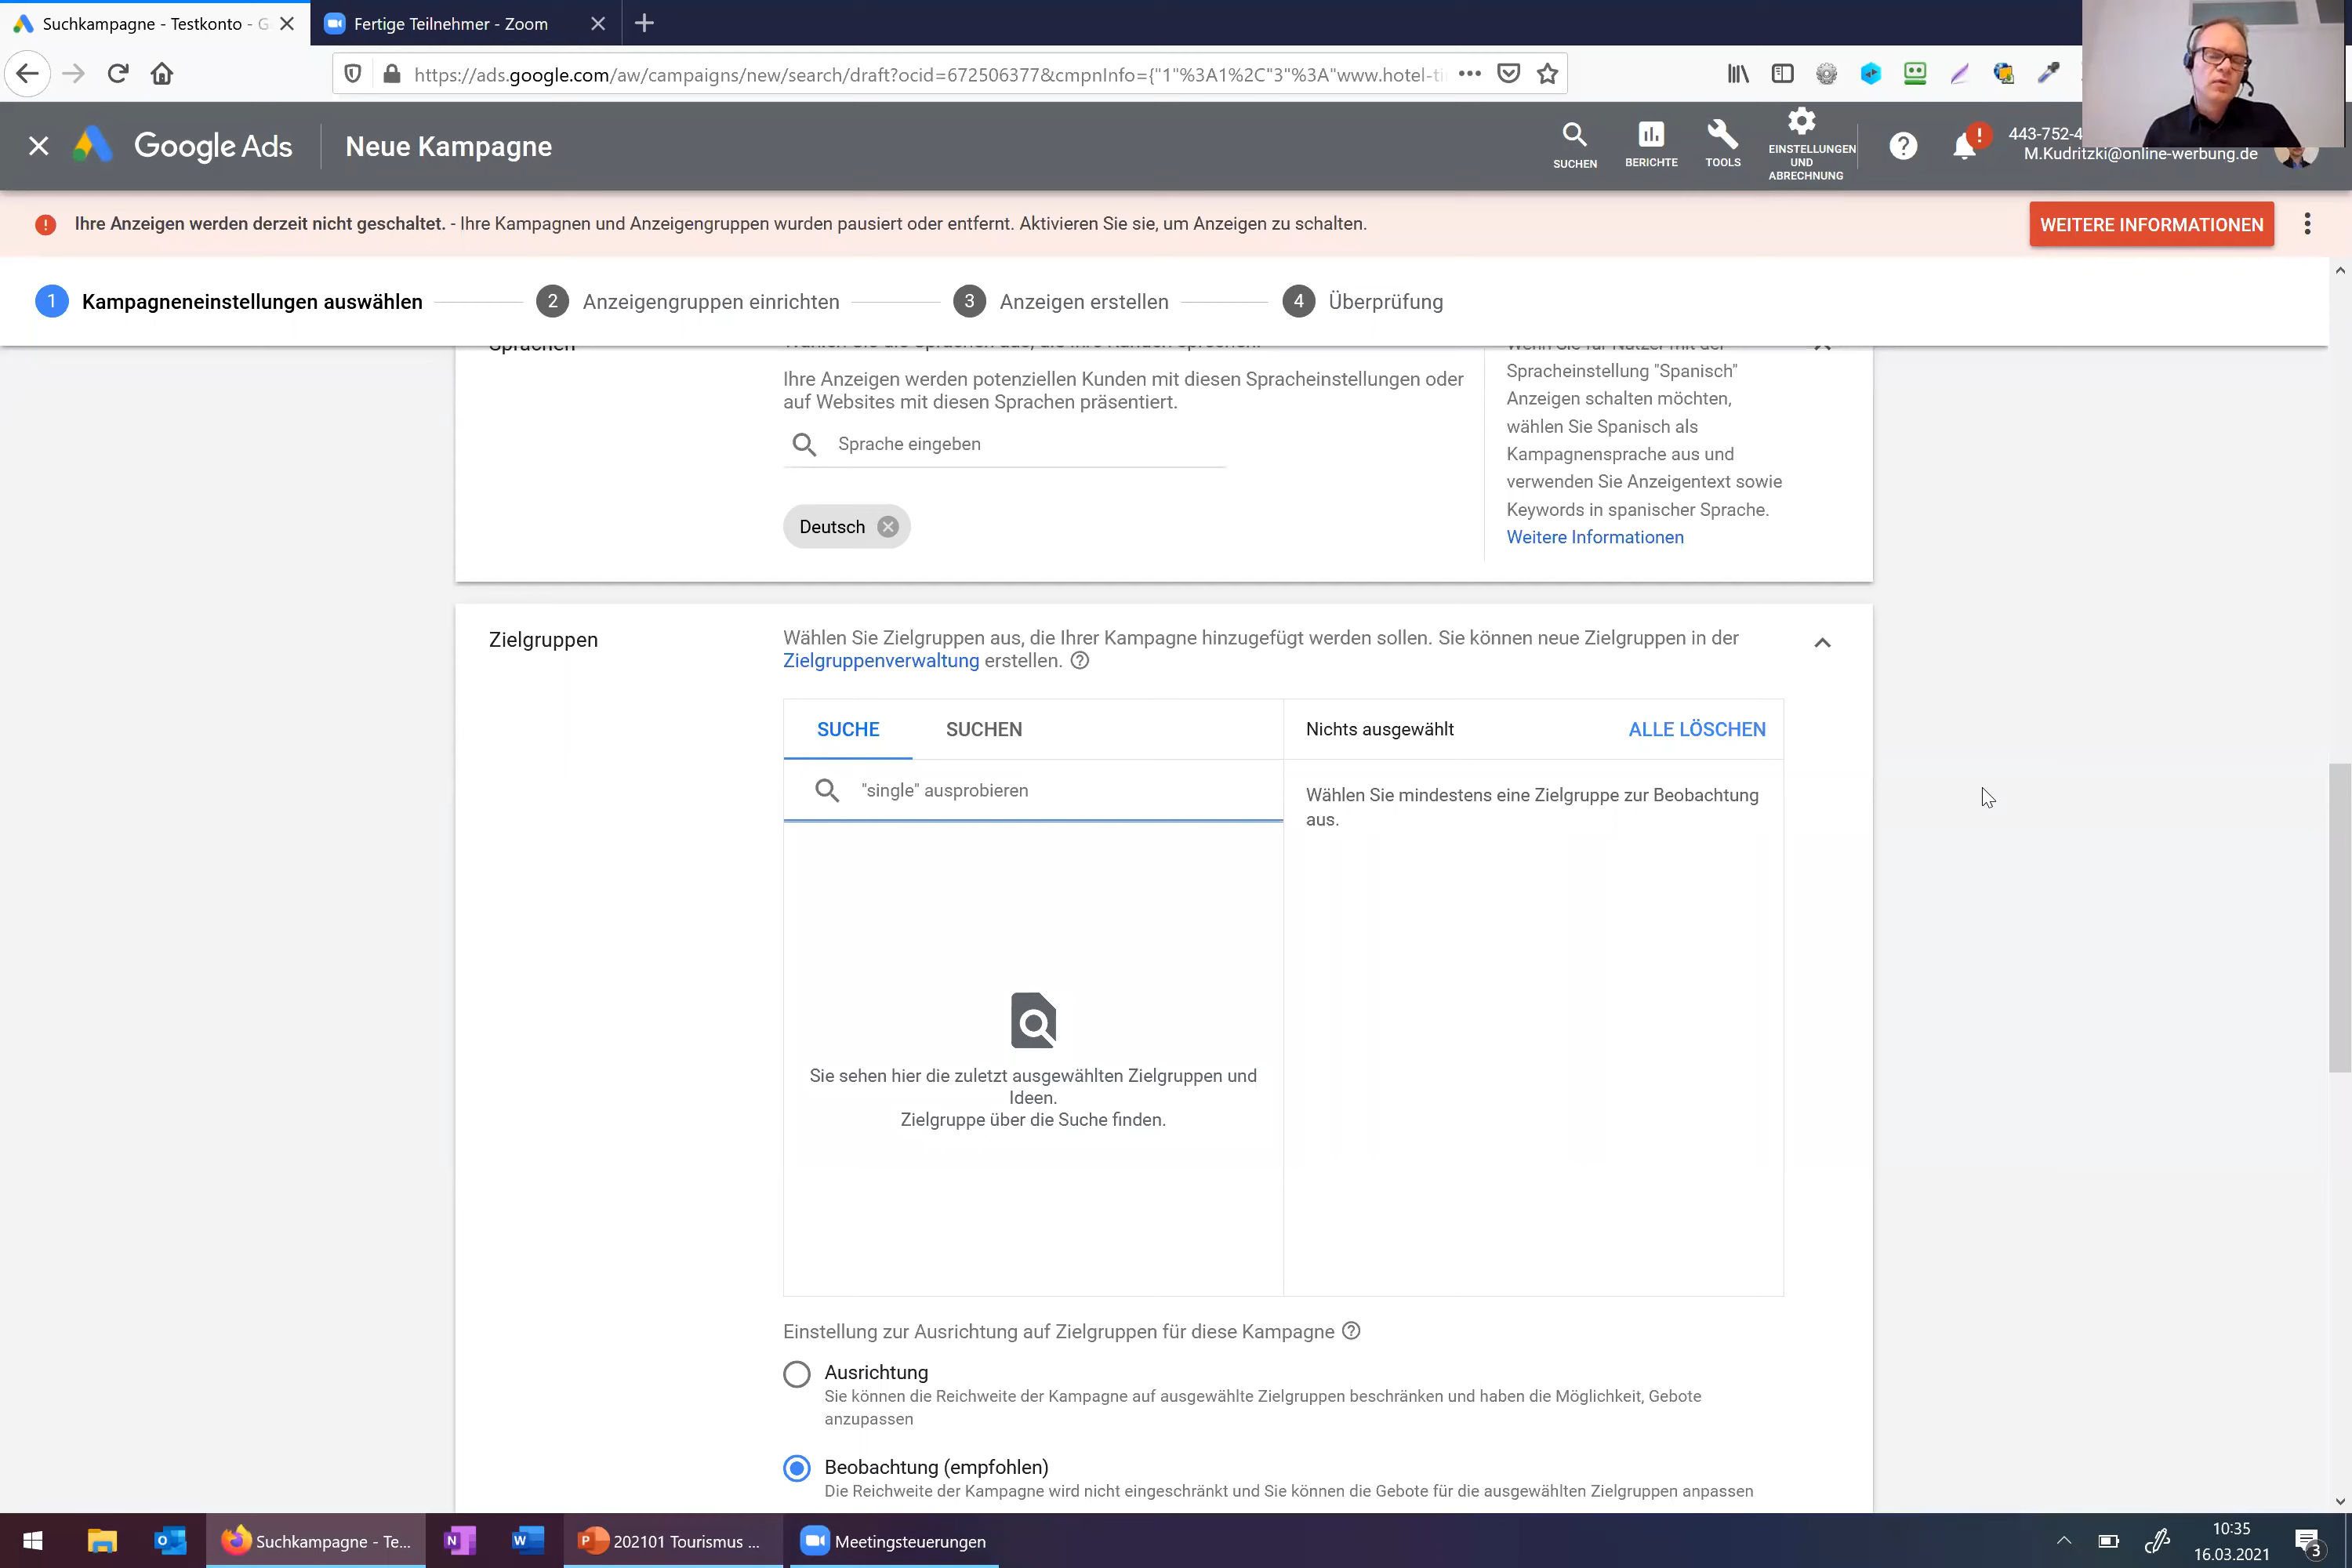 Suchkampagne - Testkonto - G
Fertige Teilnehmer - Zoom
https://ads.google.com/aw/campaigns/new/search/draft?ocid=672506377&cmpnInfo={"1"%3A1%2C"3"%3A"www.hotel-ti
Google Ads
Neue Kampagne
SUCHEN
BERICHTE
TOOLS
EINSTELLUNGEN
UND
ABRECHNUNG
443-752-4
M.Kudritzki@online-werbung.de
Ihre Anzeigen werden derzeit nicht geschaltet. - Ihre Kampagnen und Anzeigengruppen wurden pausiert oder entfernt. Aktivieren Sie sie, um Anzeigen zu schalten.
WEITERE INFORMATIONEN
1 Kampagneneinstellungen auswählen
2 Anzeigengruppen einrichten
3 Anzeigen erstellen
4 Überprüfung
Sprachen
Ihre Anzeigen werden potenziellen Kunden mit diesen Spracheinstellungen oder
auf Websites mit diesen Sprachen präsentiert.
Sprache eingeben
Deutsch
Wenn Sie für Nutzer mit der
Spracheinstellung "Spanisch"
Anzeigen schalten möchten,
wählen Sie Spanisch als
Kampagnensprache aus und
verwenden Sie Anzeigentext sowie
Keywords in spanischer Sprache.
Weitere Informationen
Zielgruppen
Wählen Sie Zielgruppen aus, die Ihrer Kampagne hinzugefügt werden sollen. Sie können neue Zielgruppen in der
Zielgruppenverwaltung erstellen.
SUCHE
SUCHEN
Nichts ausgewählt
ALLE LÖSCHEN
"single" ausprobieren
Wählen Sie mindestens eine Zielgruppe zur Beobachtung
aus.
Sie sehen hier die zuletzt ausgewählten Zielgruppen und
Ideen.
Zielgruppe über die Suche finden.
Einstellung zur Ausrichtung auf Zielgruppen für diese Kampagne
Ausrichtung
Sie können die Reichweite der Kampagne auf ausgewählte Zielgruppen beschränken und haben die Möglichkeit, Gebote
anzupassen
Beobachtung (empfohlen)
Die Reichweite der Kampagne wird nicht eingeschränkt und Sie können die Gebote für die ausgewählten Zielgruppen anpassen
Suchkampagne - Te...
202101 Tourismus ...
Meetingsteuerungen
10:35
16.03.2021
3